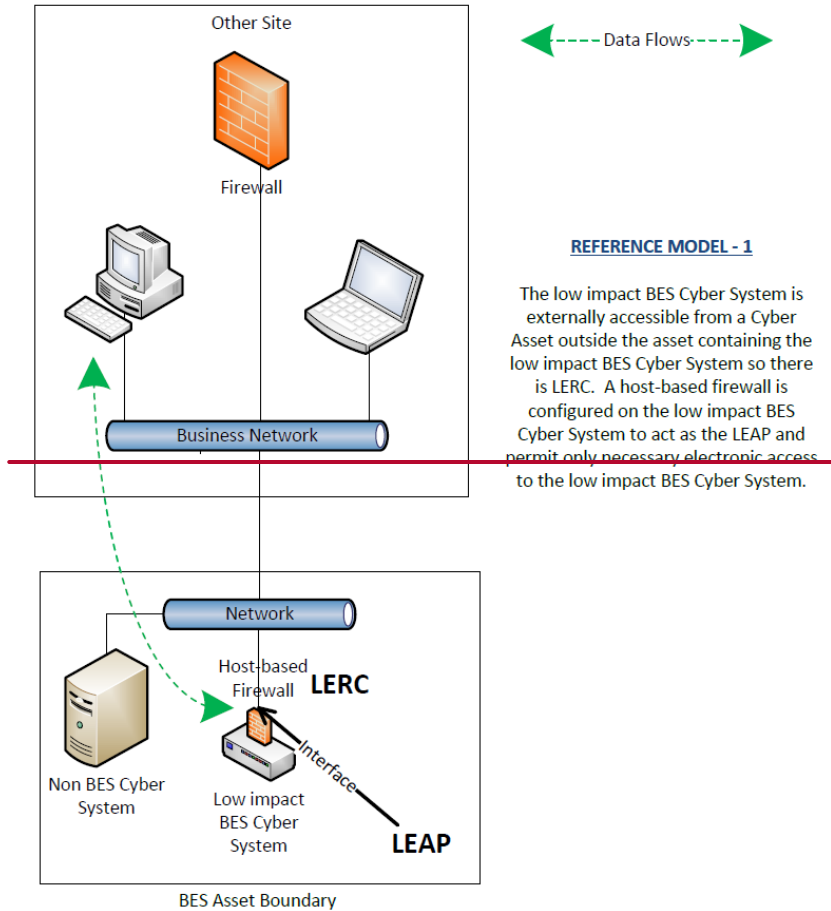 Other Site
Data Flows
Firewall
REFERENCE MODEL - 1
The low impact BES Cyber System is
externally accessible from a Cyber
Asset outside the asset containing the
low impact BES Cyber System so there
is LERC. A host-based firewall is
configured on the low impact BES
Cyber System to act as the LEAP and
permit only necessary electronic access
to the low impact BES Cyber System.
Business Network
Network
Host-based
Firewall
LERC
Interface
Non BES Cyber
System
Low impact
BES Cyber
System
LEAP
BES Asset Boundary